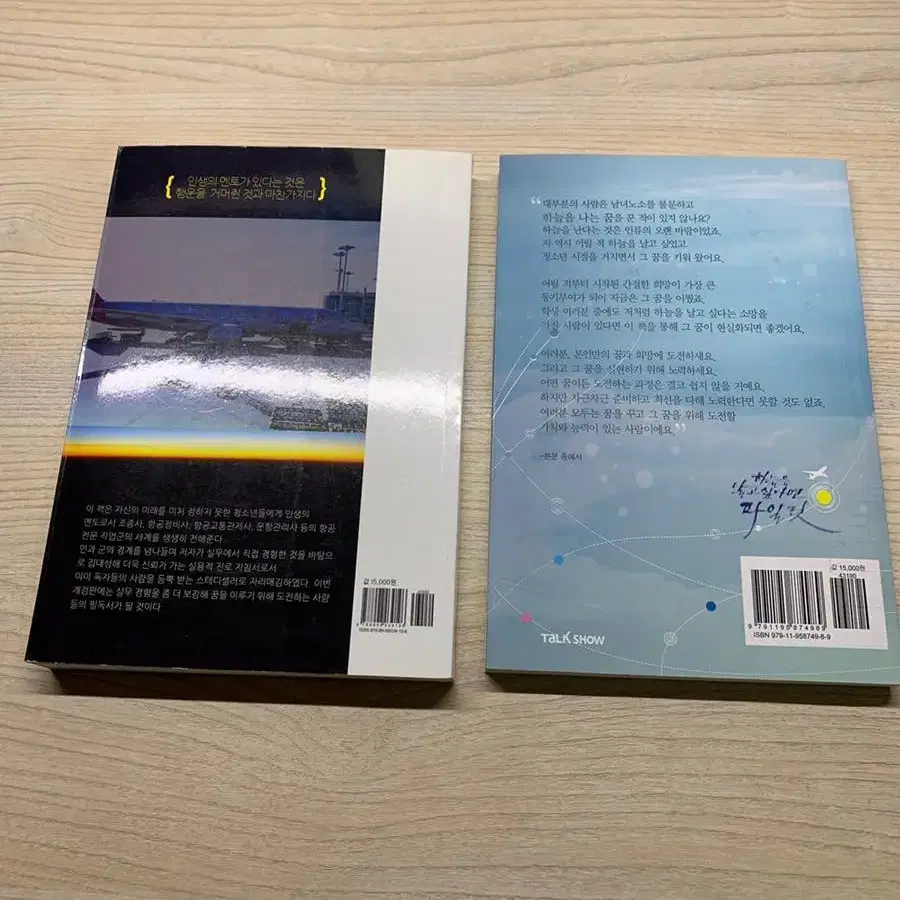 인생의 멘토가 있다는 것은
행운을 거머쥔 것과 마찬가지다
이 책은 자신의 미래를 미처 정하지 못한 청소년들에게 인생의
멘토로서 조종사, 항공정비사, 항공교통관제사, 운항관리사 등의 항공
전문 직업군의 세계를 생생히 전해준다
민과 군의 경계를 넘나들며 저자가 실무에서 직접 경험한 것을 바탕으
로 집대성해 더욱 신뢰가 가는 실용적 진로 지침서로서
이미 독자들의 사랑을 듬뿍 받는 스테디셀러로 자리매김하였다. 이번
개정판에는 실무 경험을 좀 더 보강해 꿈을 이루기 위해 도전하는 사람
들의 필독서가 될 것이다
값 15,000원
“대부분의 사람은 남녀노소를 불문하고
하늘을 나는 꿈을 꾼 적이 있지 않나요?
하늘을 난다는 것은 인류의 오랜 바람이었죠.
저 역시 어릴 적 하늘을 날고 싶었고
청소년 시절을 거치면서 그 꿈을 키워 왔어요.
어릴 적부터 시작된 간절한 희망이 가장 큰
동기부여가 되어 지금은 그 꿈을 이뤘죠.
학생 여러분 중에도 저처럼 하늘을 날고 싶다는 소망을
가진 사람이 있다면 이 책을 통해 그 꿈이 현실화되면 좋겠어요.
여러분, 본인만의 꿈과 희망에 도전하세요.
그리고 그 꿈을 실현하기 위해 노력하세요.
어떤 꿈이든 도전하는 과정은 결코 쉽지 않을 거예요.
하지만 차근차근 준비하고 최선을 다해 노력한다면 못할 것도 없죠.
여러분 모두는 꿈을 꾸고 그 꿈을 위해 도전할
가치와 능력이 있는 사람이에요.”
-본문 중에서
하늘을
날고 싶다면
파일럿
값 15,000원
43190
9 791195 874989
ISBN 979-11-958749-8-9
TALK SHOW